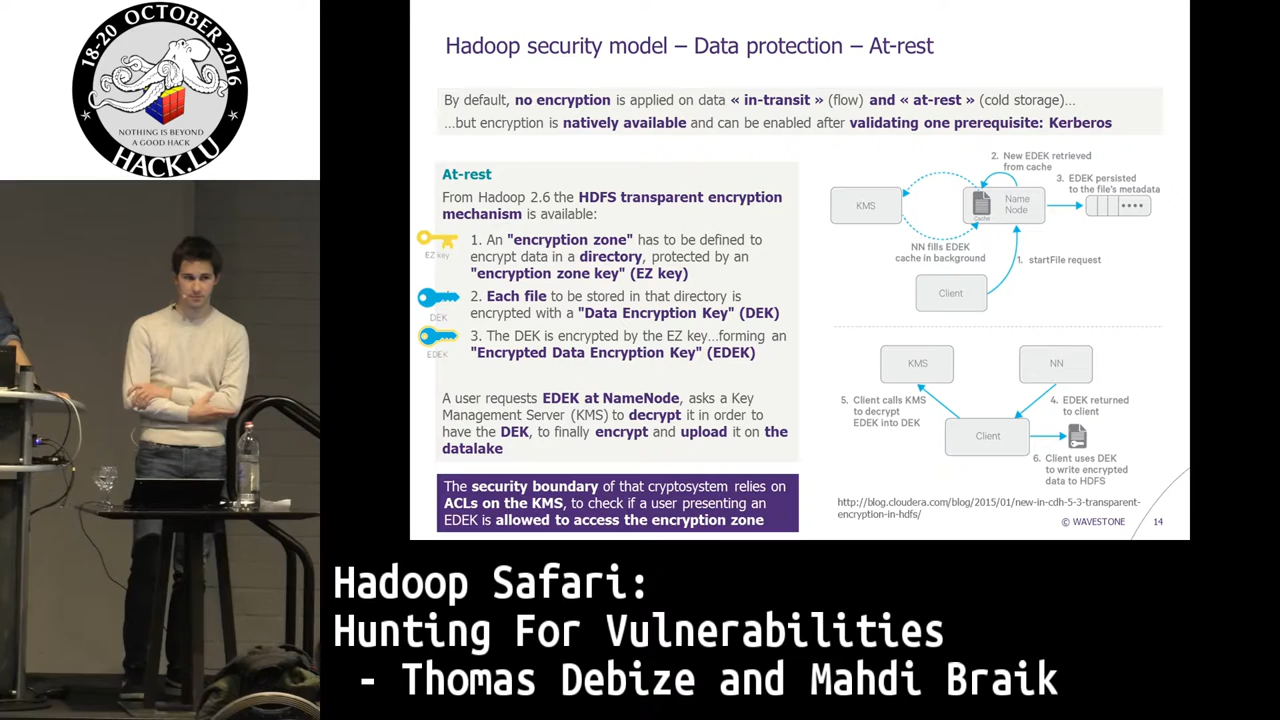 18-20 OCTOBER 2016
NOTHING IS BEYOND
A GOOD HACK
HACK.LU
Hadoop security model – Data protection – At-rest
By default, no encryption is applied on data « in-transit » (flow) and « at-rest » (cold storage)…
…but encryption is natively available and can be enabled after validating one prerequisite: Kerberos
At-rest
From Hadoop 2.6 the HDFS transparent encryption
mechanism is available:
EZ key
1. An "encryption zone" has to be defined to
encrypt data in a directory, protected by an
"encryption zone key" (EZ key)
DEK
2. Each file to be stored in that directory is
encrypted with a "Data Encryption Key" (DEK)
EDEK
3. The DEK is encrypted by the EZ key…forming an
"Encrypted Data Encryption Key" (EDEK)
A user requests EDEK at NameNode, asks a Key
Management Server (KMS) to decrypt it in order to
have the DEK, to finally encrypt and upload it on the
datalake
The security boundary of that cryptosystem relies on
ACLs on the KMS, to check if a user presenting an
EDEK is allowed to access the encryption zone
2. New EDEK retrieved
from cache
3. EDEK persisted
to the file's metadata
KMS
Cache
Name
Node
NN fills EDEK
cache in background
1. startFile request
Client
KMS
NN
5. Client calls KMS
to decrypt
EDEK into DEK
4. EDEK returned
to client
Client
6. Client uses DEK
to write encrypted
data to HDFS
http://blog.cloudera.com/blog/2015/01/new-in-cdh-5-3-transparent-
encryption-in-hdfs/
© WAVESTONE 14
Hadoop Safari:
Hunting For Vulnerabilities
- Thomas Debize and Mahdi Braik